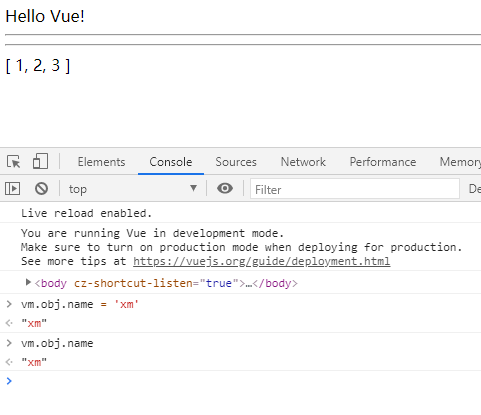 Hello Vue!
[ 1, 2, 3 ]
Elements Console Sources Network Performance Memory
top ▼ Filter De
Live reload enabled.
You are running Vue in development mode.
Make sure to turn on production mode when deploying for production.
See more tips at https://vuejs.org/guide/deployment.html
▶<body cz-shortcut-listen="true">…</body>
> vm.obj.name = 'xm'
<· "xm"
> vm.obj.name
<· "xm"
>